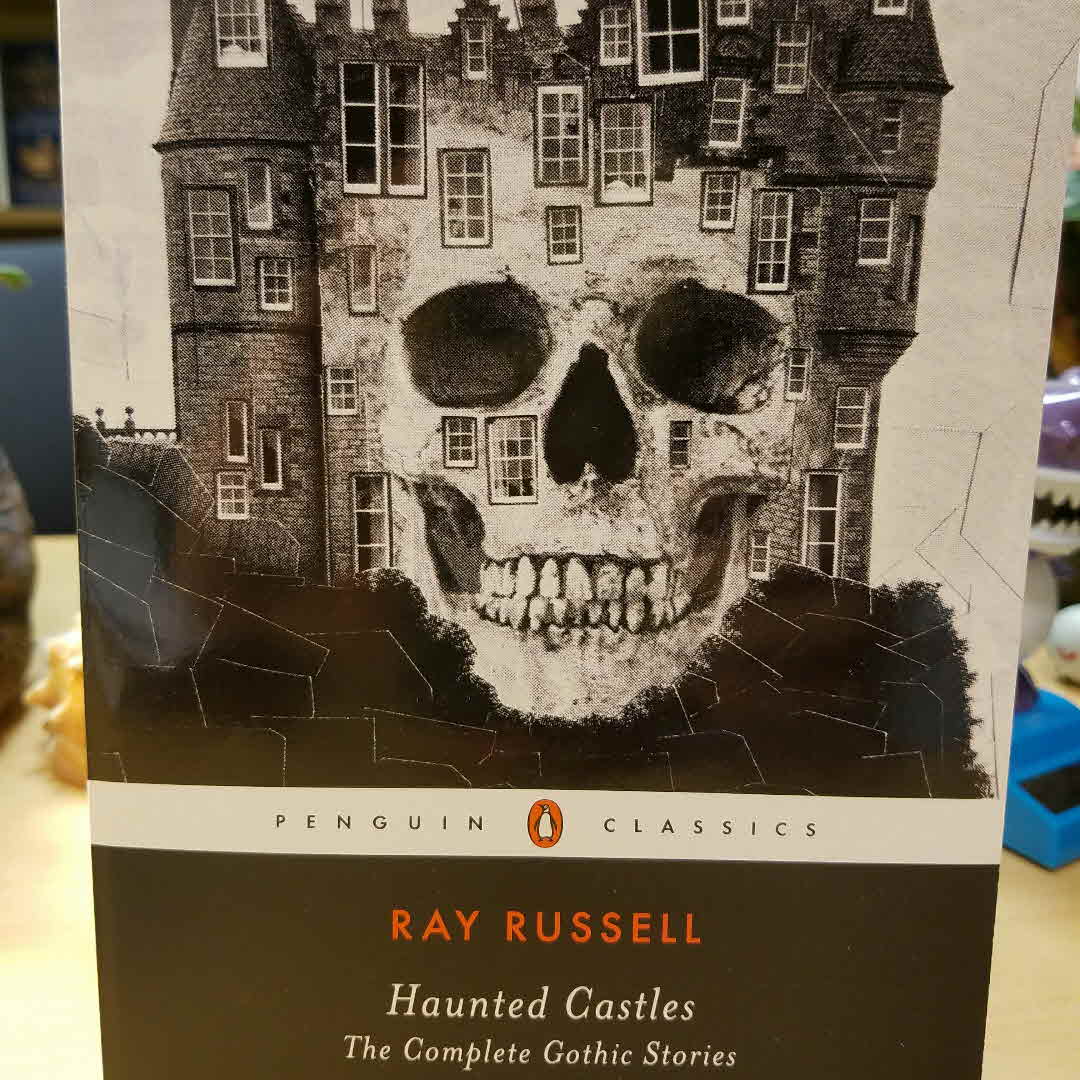 PENGUIN CLASSICS
RAY RUSSELL
Haunted Castles
The Complete Gothic Stories